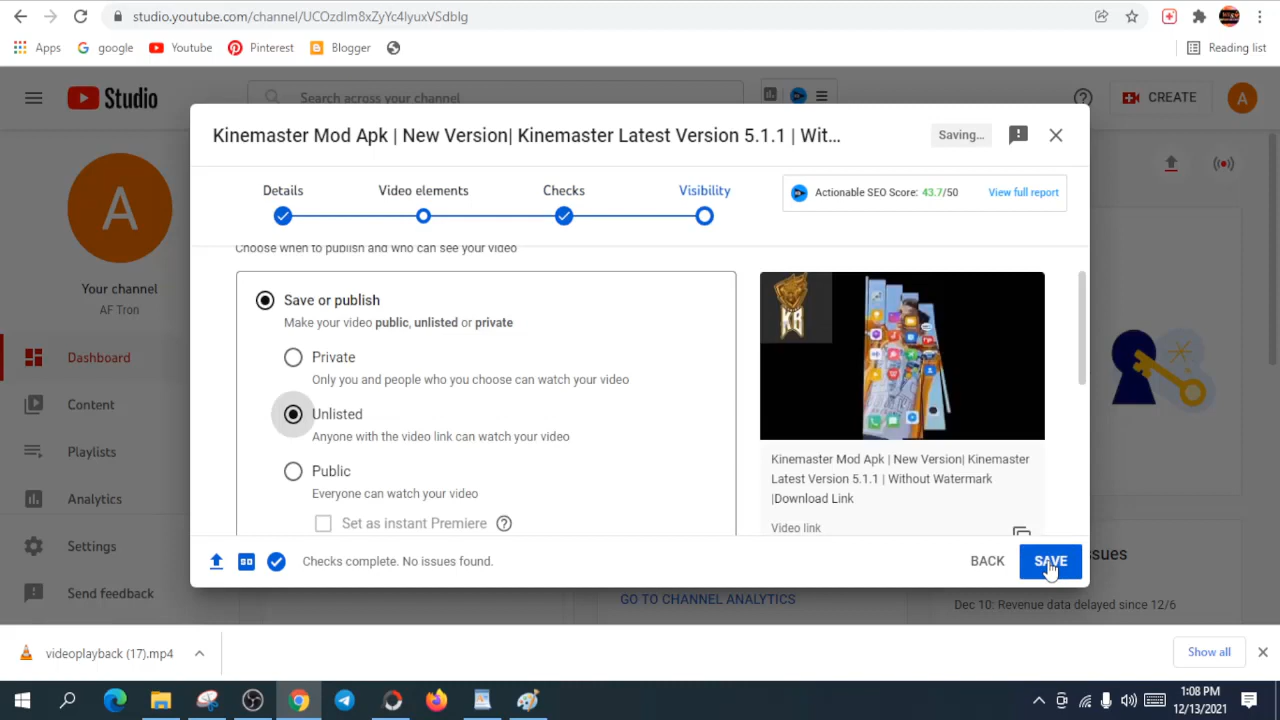 studio.youtube.com/channel/UCOzdIm8xZyYc4IyuxVSdbIg
Apps google Youtube Pinterest Blogger Reading list
Studio Search across your channel CREATE A
Kinemaster Mod Apk | New Version| Kinemaster Latest Version 5.1.1 | Wit... Saving...
Details Video elements Checks Visibility
Actionable SEO Score: 43.7/50 View full report
A
Choose when to publish and who can see your video
Save or publish
Make your video public, unlisted or private
Private
Only you and people who you choose can watch your video
Unlisted
Anyone with the video link can watch your video
Public
Everyone can watch your video
Set as instant Premiere
KB
Kinemaster Mod Apk | New Version| Kinemaster
Latest Version 5.1.1 | Without Watermark
|Download Link
Video link
Your channel
AF Tron
Dashboard
Content
Playlists
Analytics
Settings
Send feedback
SD Checks complete. No issues found. BACK SAVE
GO TO CHANNEL ANALYTICS
ssues
Dec 10: Revenue data delayed since 12/6
videoplayback (17).mp4 Show all
1:08 PM
12/13/2021